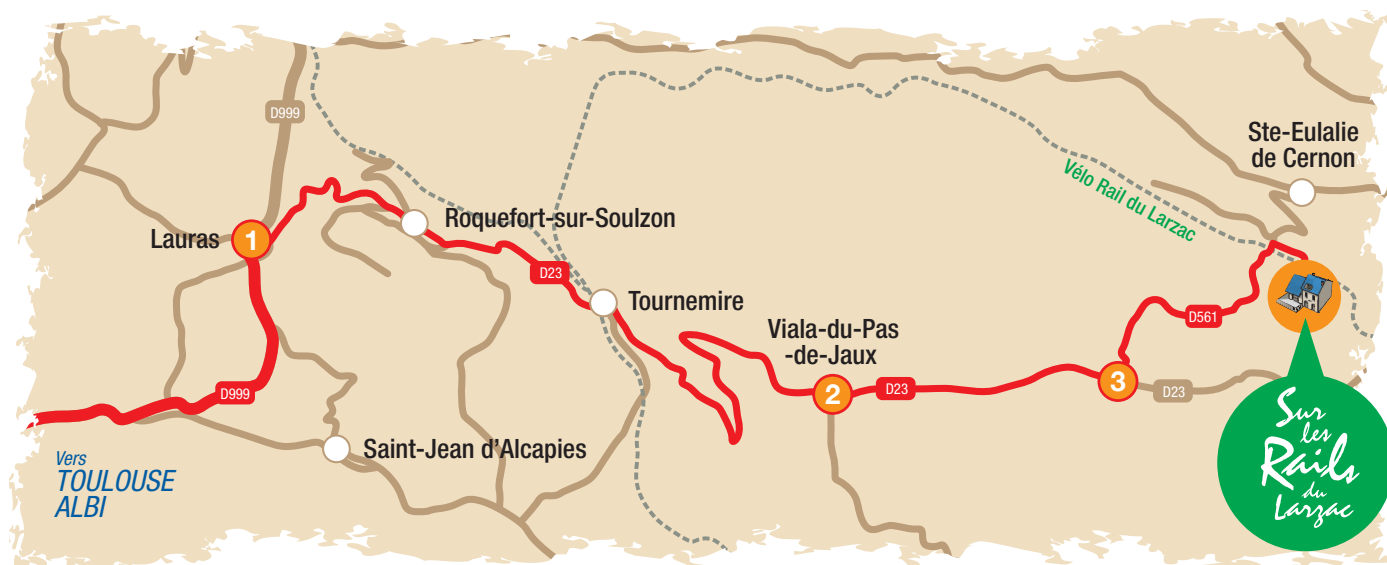 D999
Ste-Eulalie
de Cernon
Vélo Rail du Larzac
Roquefort-sur-Soulzon
Lauras
1
D23
Tournemire
D561
Viala-du-Pas
-de-Jaux
2
D23
3
D23
D999
Saint-Jean d'Alcapies
Vers
TOULOUSE
ALBI
Sur
les
Rails
du
Larzac